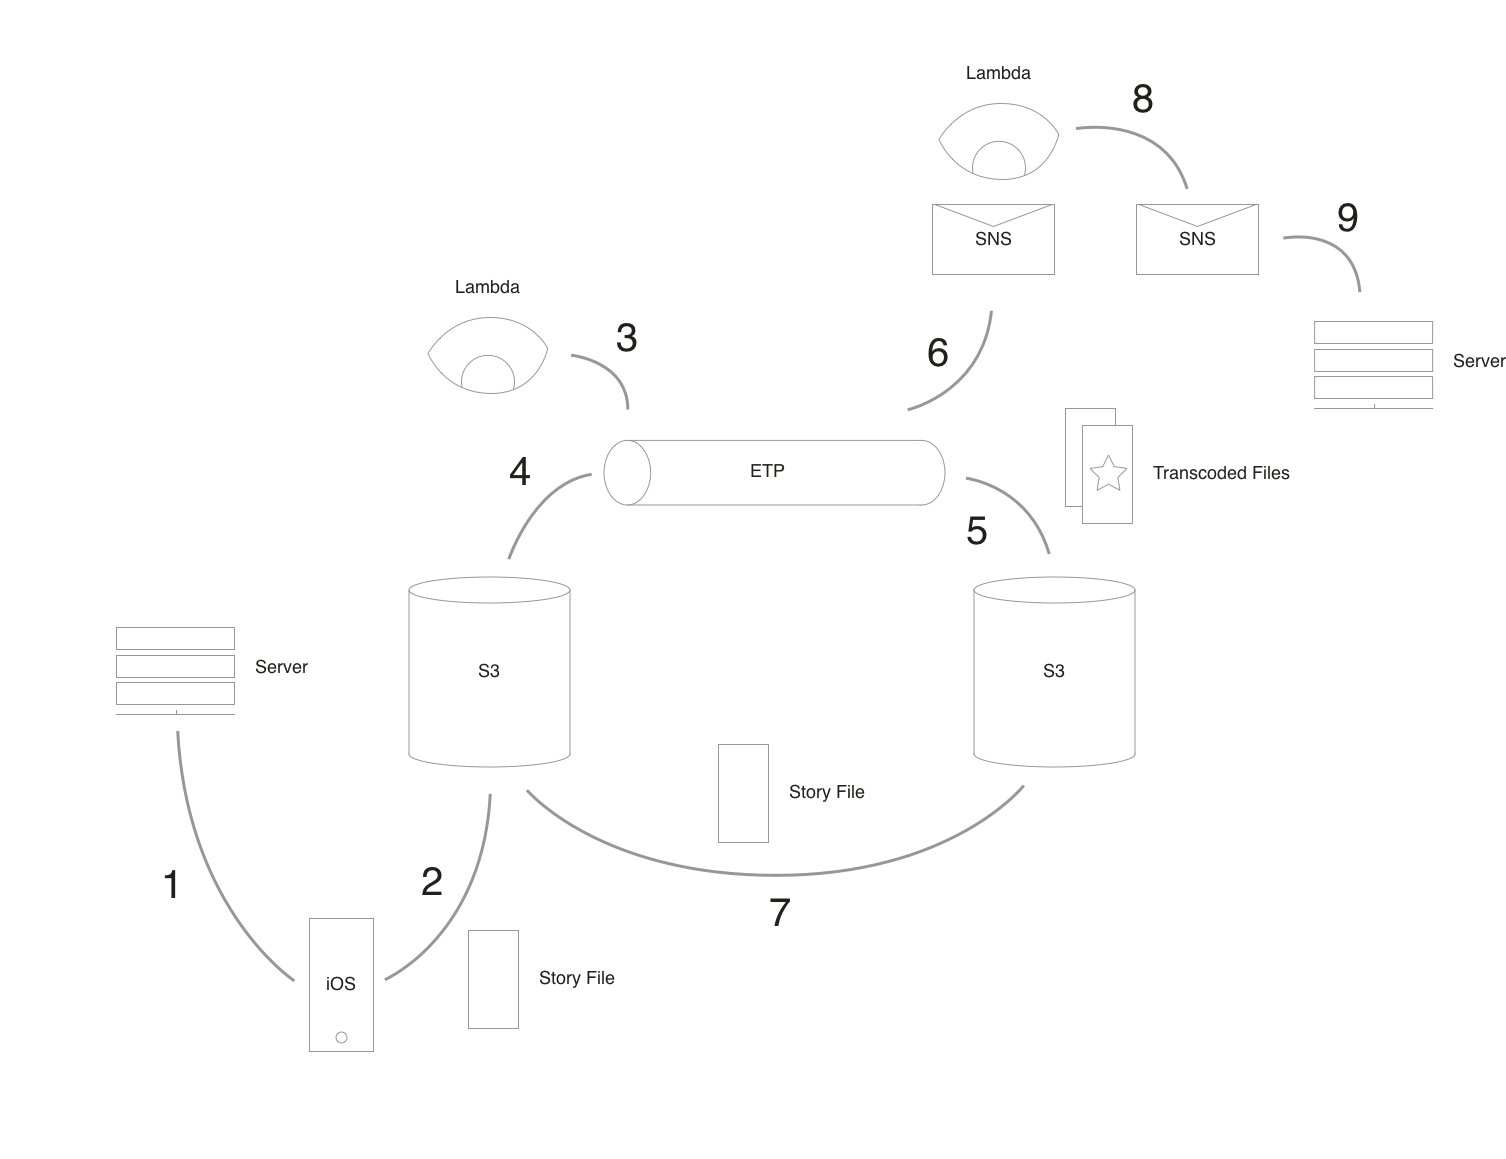 Lambda
8
SNS
SNS
9
Lambda
3
6
Server
4
ETP
5
Transcoded Files
Server
S3
S3
Story File
1
2
7
iOS
Story File